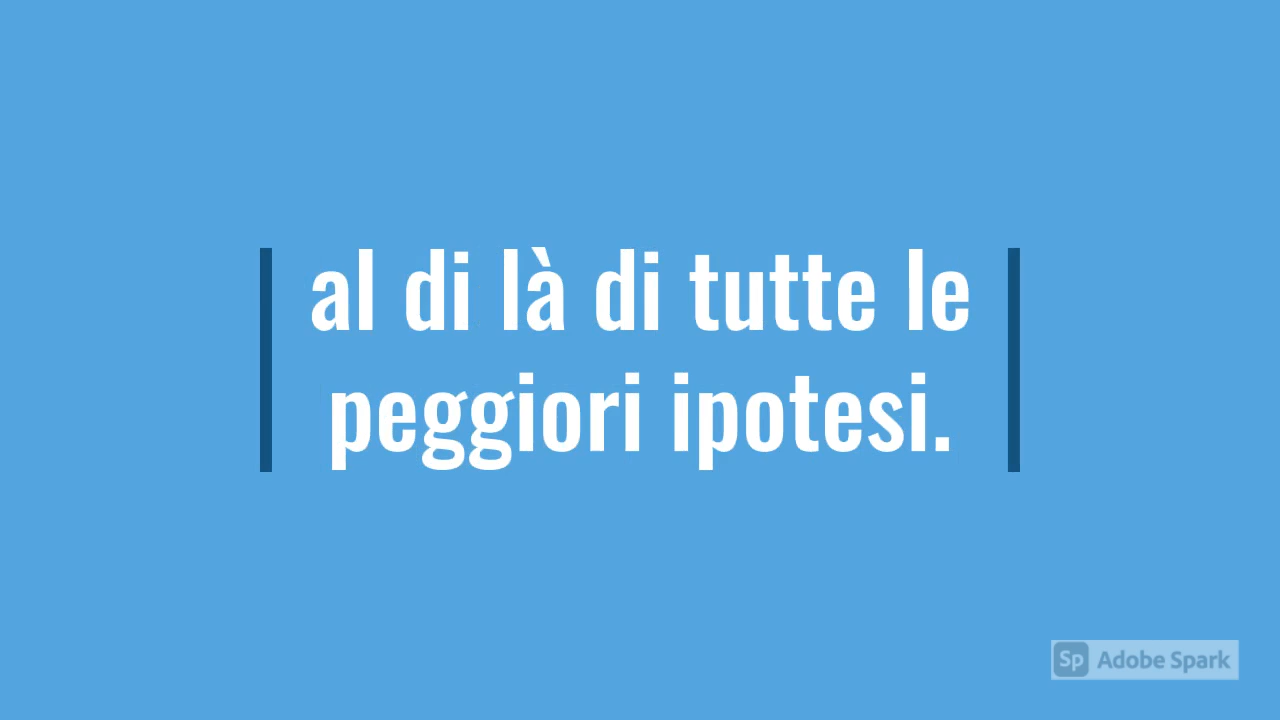 al di là di tutte le
peggiori ipotesi.
Sp Adobe Spark